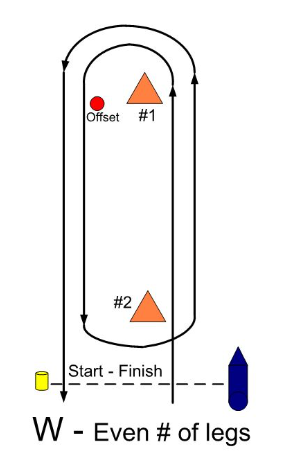 #1
Offset
#2
Start - Finish
W - Even # of legs